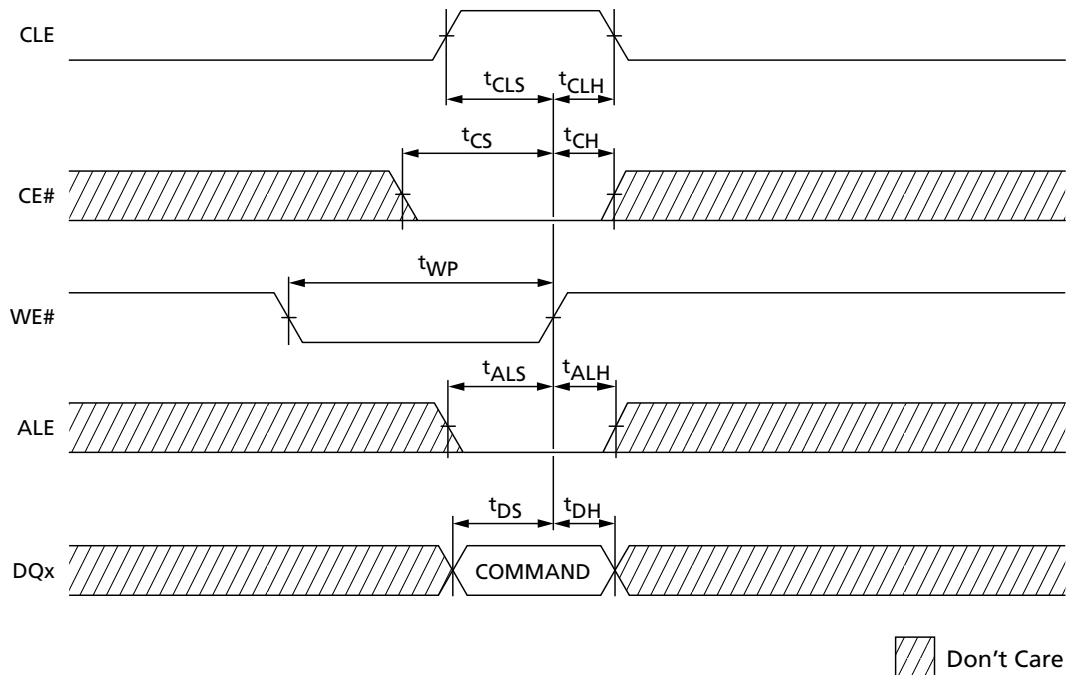 CLE
tCLS tCLH
tCS tCH
CE#
tWP
WE#
tALS tALH
ALE
tDS tDH
DQx COMMAND
Don't Care